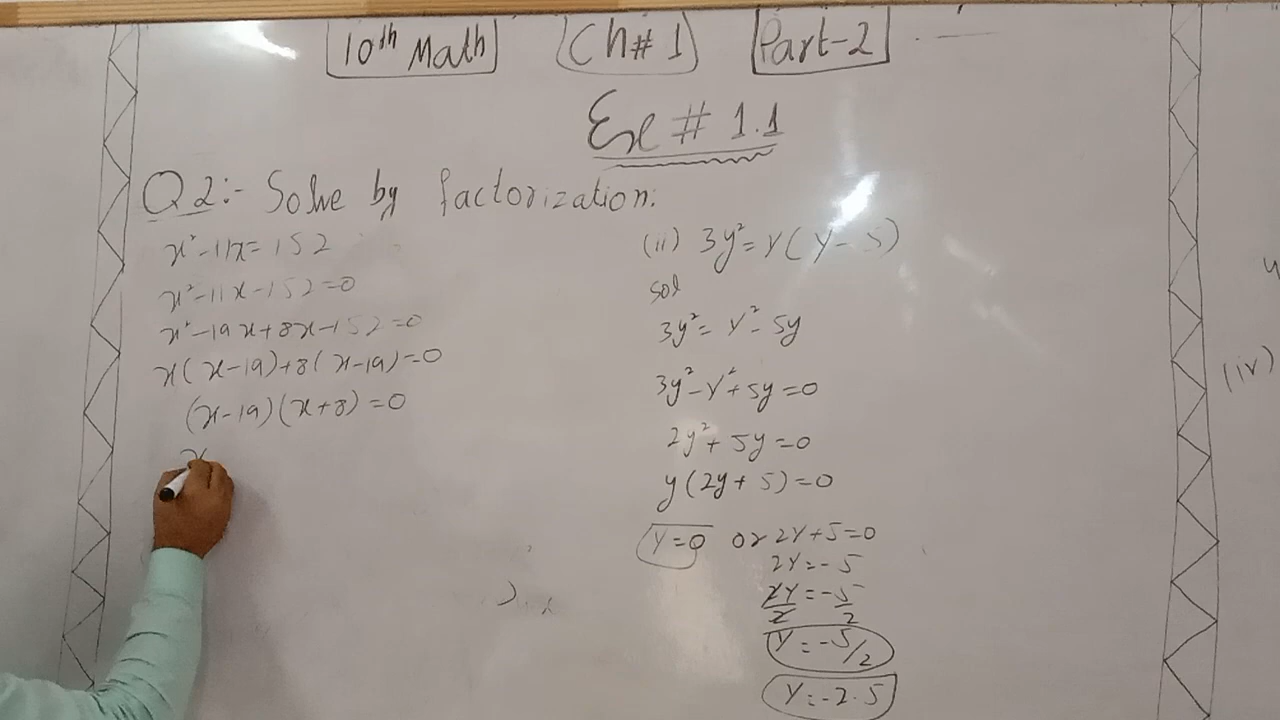 10th Math Ch# 1 Part-2
Ex # 1.1
Q2:- Solve by factorization:
x²-11x=152
x²-11x-152=0
x²-19x+8x-152=0
x(x-19)+8(x-19)=0
(x-19)(x+8)=0
x
(ii) 3y²=y(y-5)
sol
3y²= y²-5y
3y²-y²+5y=0
2y²+5y=0
y(2y+5)=0
y=0 or 2y+5=0
2y=-5
2y/2=-5/2
y=-5/2
y=-2.5
(iv)